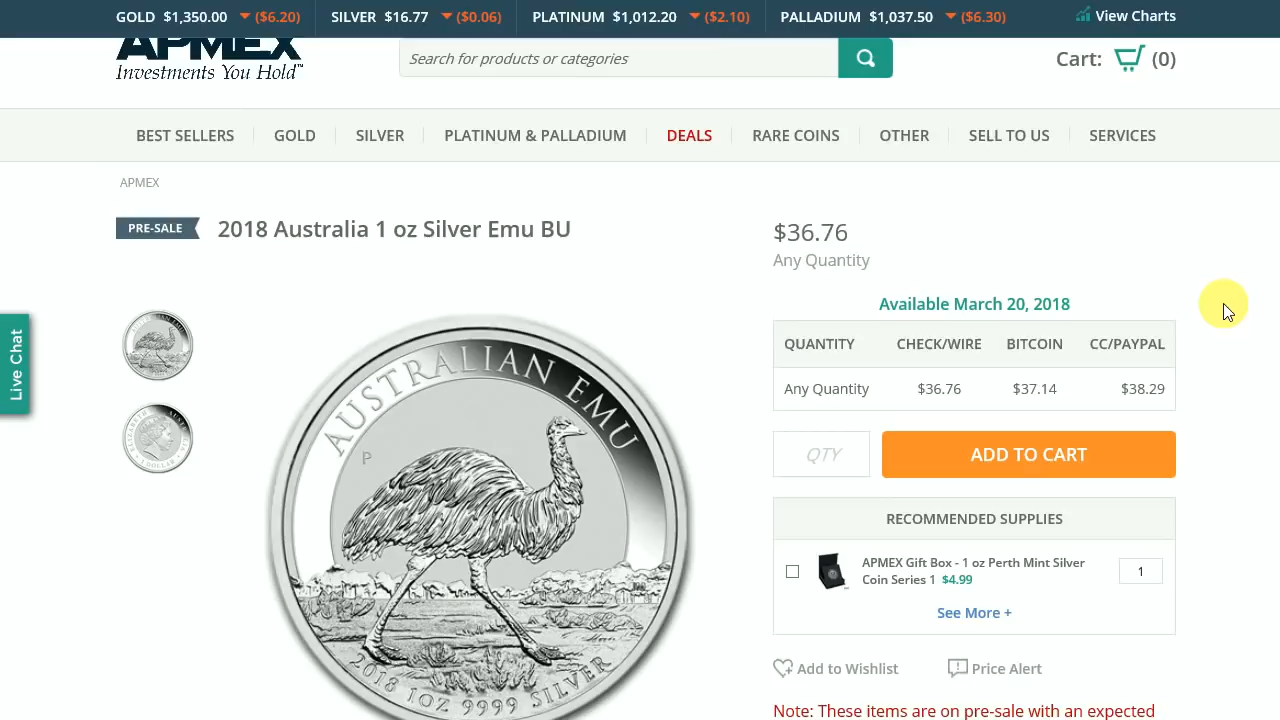 GOLD $1,350.00 ($6.20) SILVER $16.77 ($0.06) PLATINUM $1,012.20 ($2.10) PALLADIUM $1,037.50 ($6.30) View Charts
APMEX
Investments You Hold™
Search for products or categories
Cart: (0)
BEST SELLERS GOLD SILVER PLATINUM & PALLADIUM DEALS RARE COINS OTHER SELL TO US SERVICES
APMEX
PRE-SALE 2018 Australia 1 oz Silver Emu BU
$36.76
Any Quantity
Available March 20, 2018
QUANTITY CHECK/WIRE BITCOIN CC/PAYPAL
Any Quantity $36.76 $37.14 $38.29
QTY ADD TO CART
RECOMMENDED SUPPLIES
APMEX Gift Box - 1 oz Perth Mint Silver
Coin Series 1 $4.99
1
See More +
Add to Wishlist Price Alert
Note: These items are on pre-sale with an expected
Live Chat
AUSTRALIAN EMU
P
2018 1OZ 9999 SILVER